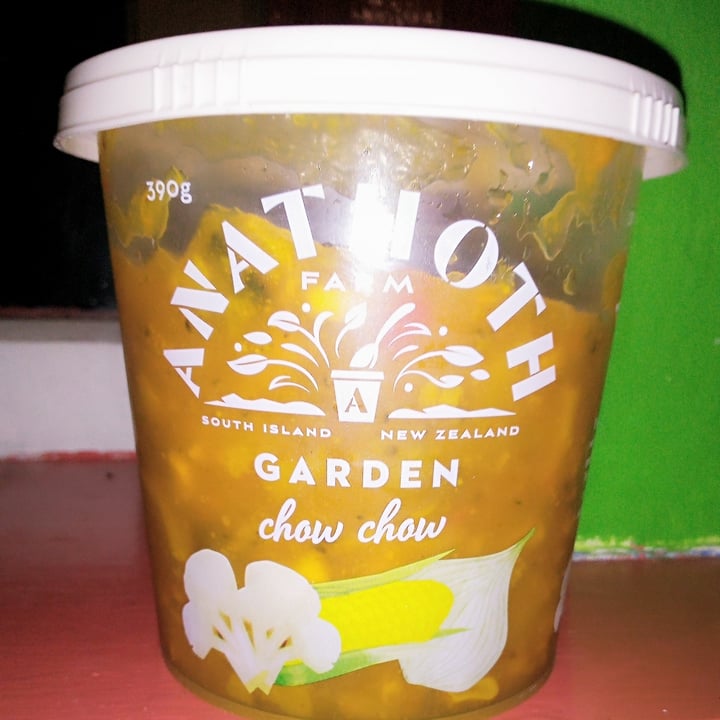 390g
ANATHOTH
FARM
A
SOUTH ISLAND NEW ZEALAND
GARDEN
chow chow